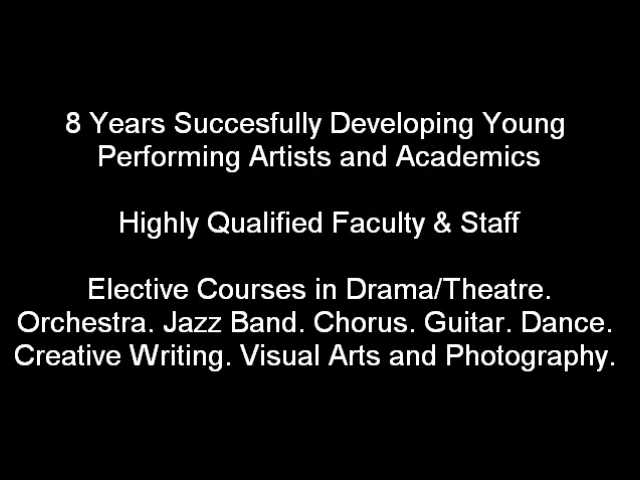 8 Years Succesfully Developing Young
Performing Artists and Academics
Highly Qualified Faculty & Staff
Elective Courses in Drama/Theatre.
Orchestra. Jazz Band. Chorus. Guitar. Dance.
Creative Writing. Visual Arts and Photography.